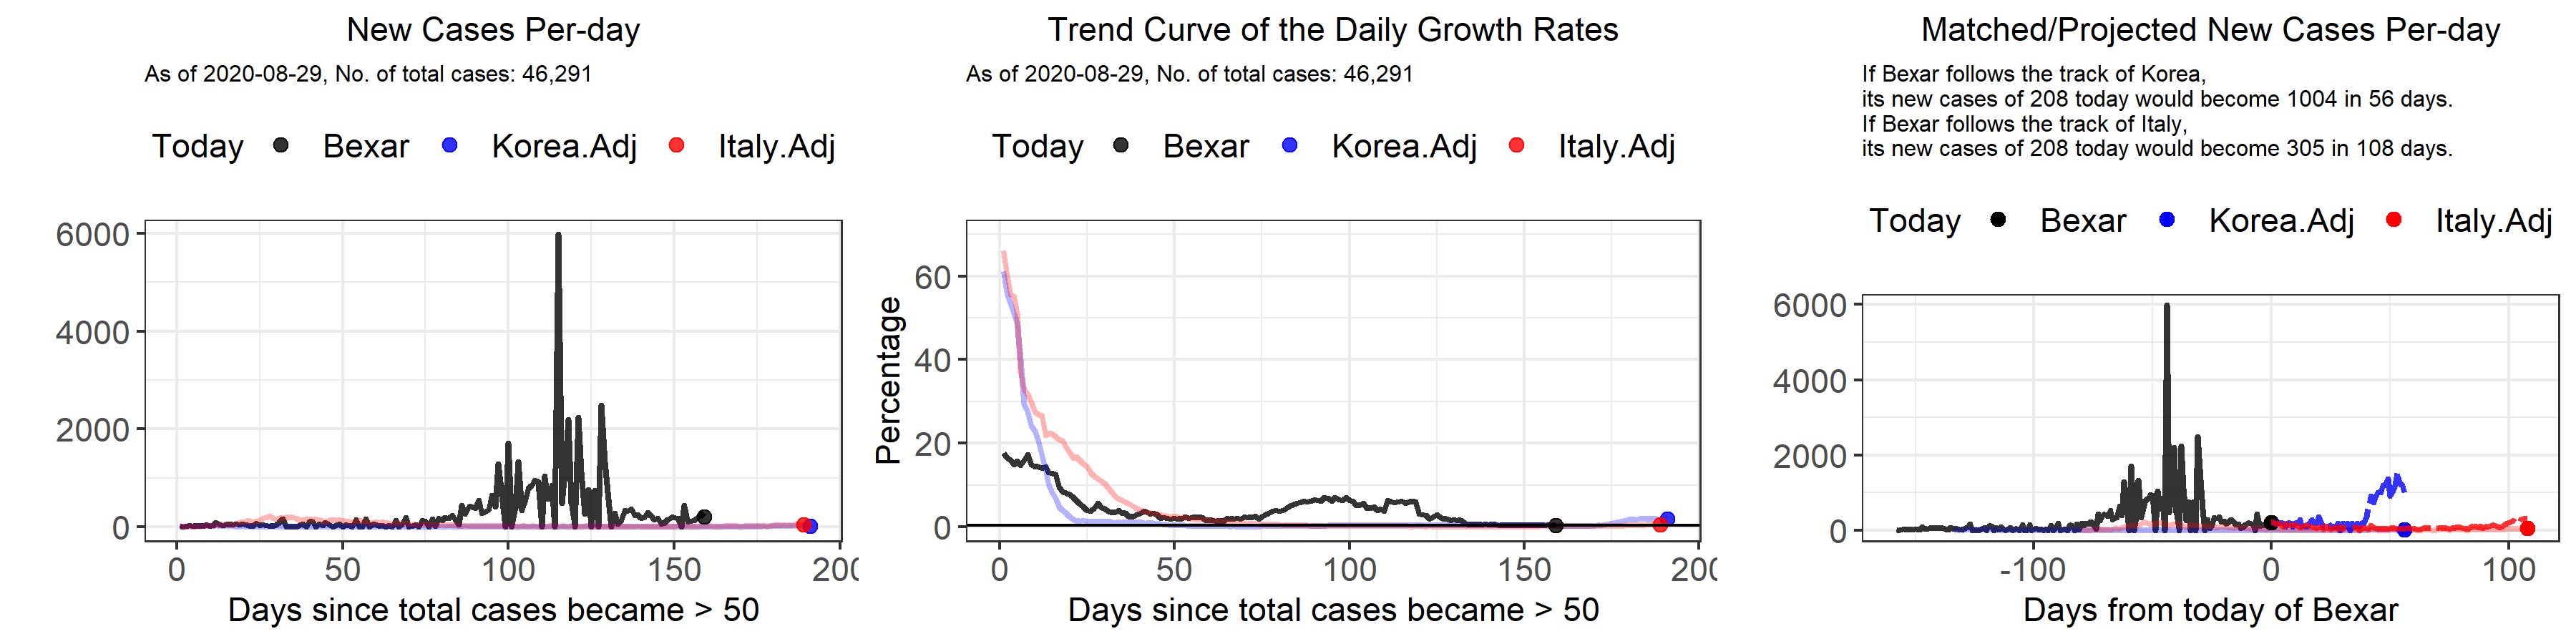 New Cases Per-day
As of 2020-08-29, No. of total cases: 46,291
Today Bexar Korea.Adj Italy.Adj
6000
4000
2000
0
0 50 100 150 200
Days since total cases became > 50
Trend Curve of the Daily Growth Rates
As of 2020-08-29, No. of total cases: 46,291
Today Bexar Korea.Adj Italy.Adj
Percentage
60
40
20
0
0 50 100 150 200
Days since total cases became > 50
Matched/Projected New Cases Per-day
If Bexar follows the track of Korea,
its new cases of 208 today would become 1004 in 56 days.
If Bexar follows the track of Italy,
its new cases of 208 today would become 305 in 108 days.
Today Bexar Korea.Adj Italy.Adj
6000
4000
2000
0
-100 0 100
Days from today of Bexar